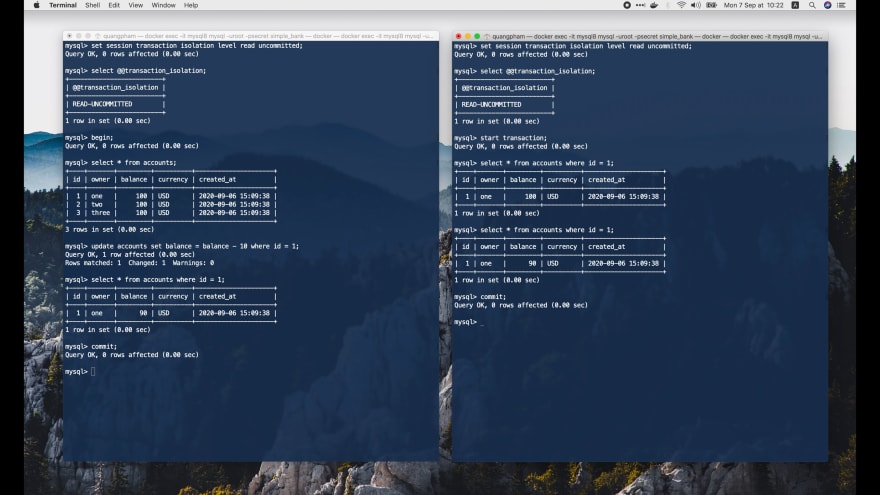 Terminal Shell Edit View Window Help
Mon 7 Sep at 10:22
quangpham — docker exec -it mysql8 mysql -uroot -psecret simple_bank — docker exec -it mysql8 mysql -u...
mysql> set session transaction isolation level read uncommitted;
Query OK, 0 rows affected (0.00 sec)
mysql> select @@transaction_isolation;
+-------------------------+
| @@transaction_isolation |
+-------------------------+
| READ-UNCOMMITTED        |
+-------------------------+
1 row in set (0.00 sec)
mysql> begin;
Query OK, 0 rows affected (0.00 sec)
mysql> select * from accounts;
+----+-------+---------+----------+---------------------+
| id | owner | balance | currency | created_at          |
+----+-------+---------+----------+---------------------+
|  1 | one   |     100 | USD      | 2020-09-06 15:09:38 |
|  2 | two   |     100 | USD      | 2020-09-06 15:09:38 |
|  3 | three |     100 | USD      | 2020-09-06 15:09:38 |
+----+-------+---------+----------+---------------------+
3 rows in set (0.00 sec)
mysql> update accounts set balance = balance - 10 where id = 1;
Query OK, 1 row affected (0.00 sec)
Rows matched: 1  Changed: 1  Warnings: 0
mysql> select * from accounts where id = 1;
+----+-------+---------+----------+---------------------+
| id | owner | balance | currency | created_at          |
+----+-------+---------+----------+---------------------+
|  1 | one   |      90 | USD      | 2020-09-06 15:09:38 |
+----+-------+---------+----------+---------------------+
1 row in set (0.00 sec)
mysql> commit;
Query OK, 0 rows affected (0.00 sec)
mysql>
quangpham — docker exec -it mysql8 mysql -uroot -psecret simple_bank — docker exec -it mysql8 mysql -u...
mysql> set session transaction isolation level read uncommitted;
Query OK, 0 rows affected (0.00 sec)
mysql> select @@transaction_isolation;
+-------------------------+
| @@transaction_isolation |
+-------------------------+
| READ-UNCOMMITTED        |
+-------------------------+
1 row in set (0.00 sec)
mysql> start transaction;
Query OK, 0 rows affected (0.00 sec)
mysql> select * from accounts where id = 1;
+----+-------+---------+----------+---------------------+
| id | owner | balance | currency | created_at          |
+----+-------+---------+----------+---------------------+
|  1 | one   |     100 | USD      | 2020-09-06 15:09:38 |
+----+-------+---------+----------+---------------------+
1 row in set (0.00 sec)
mysql> select * from accounts where id = 1;
+----+-------+---------+----------+---------------------+
| id | owner | balance | currency | created_at          |
+----+-------+---------+----------+---------------------+
|  1 | one   |      90 | USD      | 2020-09-06 15:09:38 |
+----+-------+---------+----------+---------------------+
1 row in set (0.00 sec)
mysql> commit;
Query OK, 0 rows affected (0.00 sec)
mysql> _